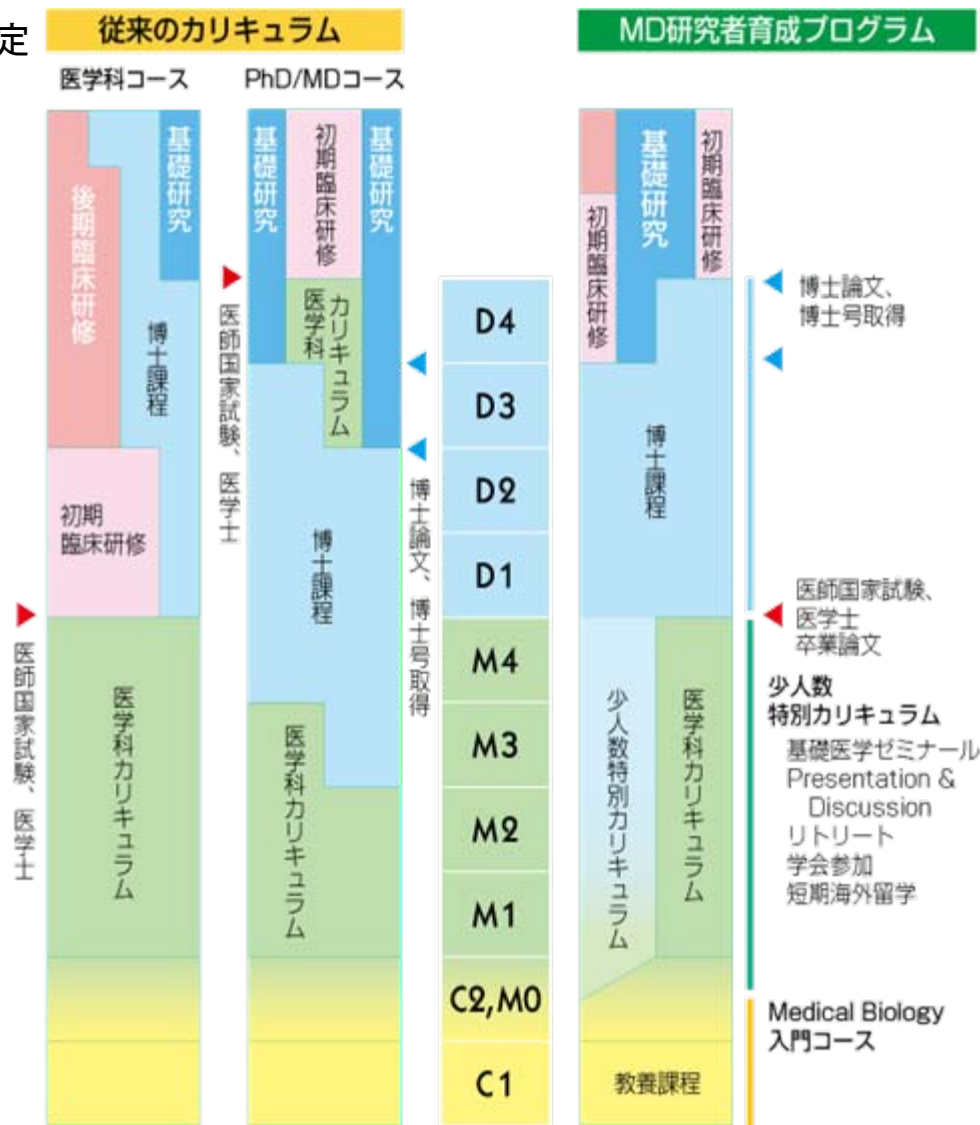 定
従来のカリキュラム
医学科コース
PhD/MDコース
後期臨床研修
基礎研究
博士課程
初期
臨床研修
医学科カリキュラム
医師国家試験、医学士
医師国家試験、医学士
基礎研究
初期臨床研修
基礎研究
医学科
カリキュラム
博士課程
医学科カリキュラム
博士論文、博士号取得
D4
D3
D2
D1
M4
M3
M2
M1
C2,M0
C1
MD研究者育成プログラム
初期臨床研修
基礎研究
初期臨床研修
博士課程
少人数特別カリキュラム
医学科カリキュラム
教養課程
博士論文、
博士号取得
医師国家試験、
医学士
卒業論文
少人数
特別カリキュラム
基礎医学ゼミナール
Presentation &
Discussion
リトリート
学会参加
短期海外留学
Medical Biology
入門コース